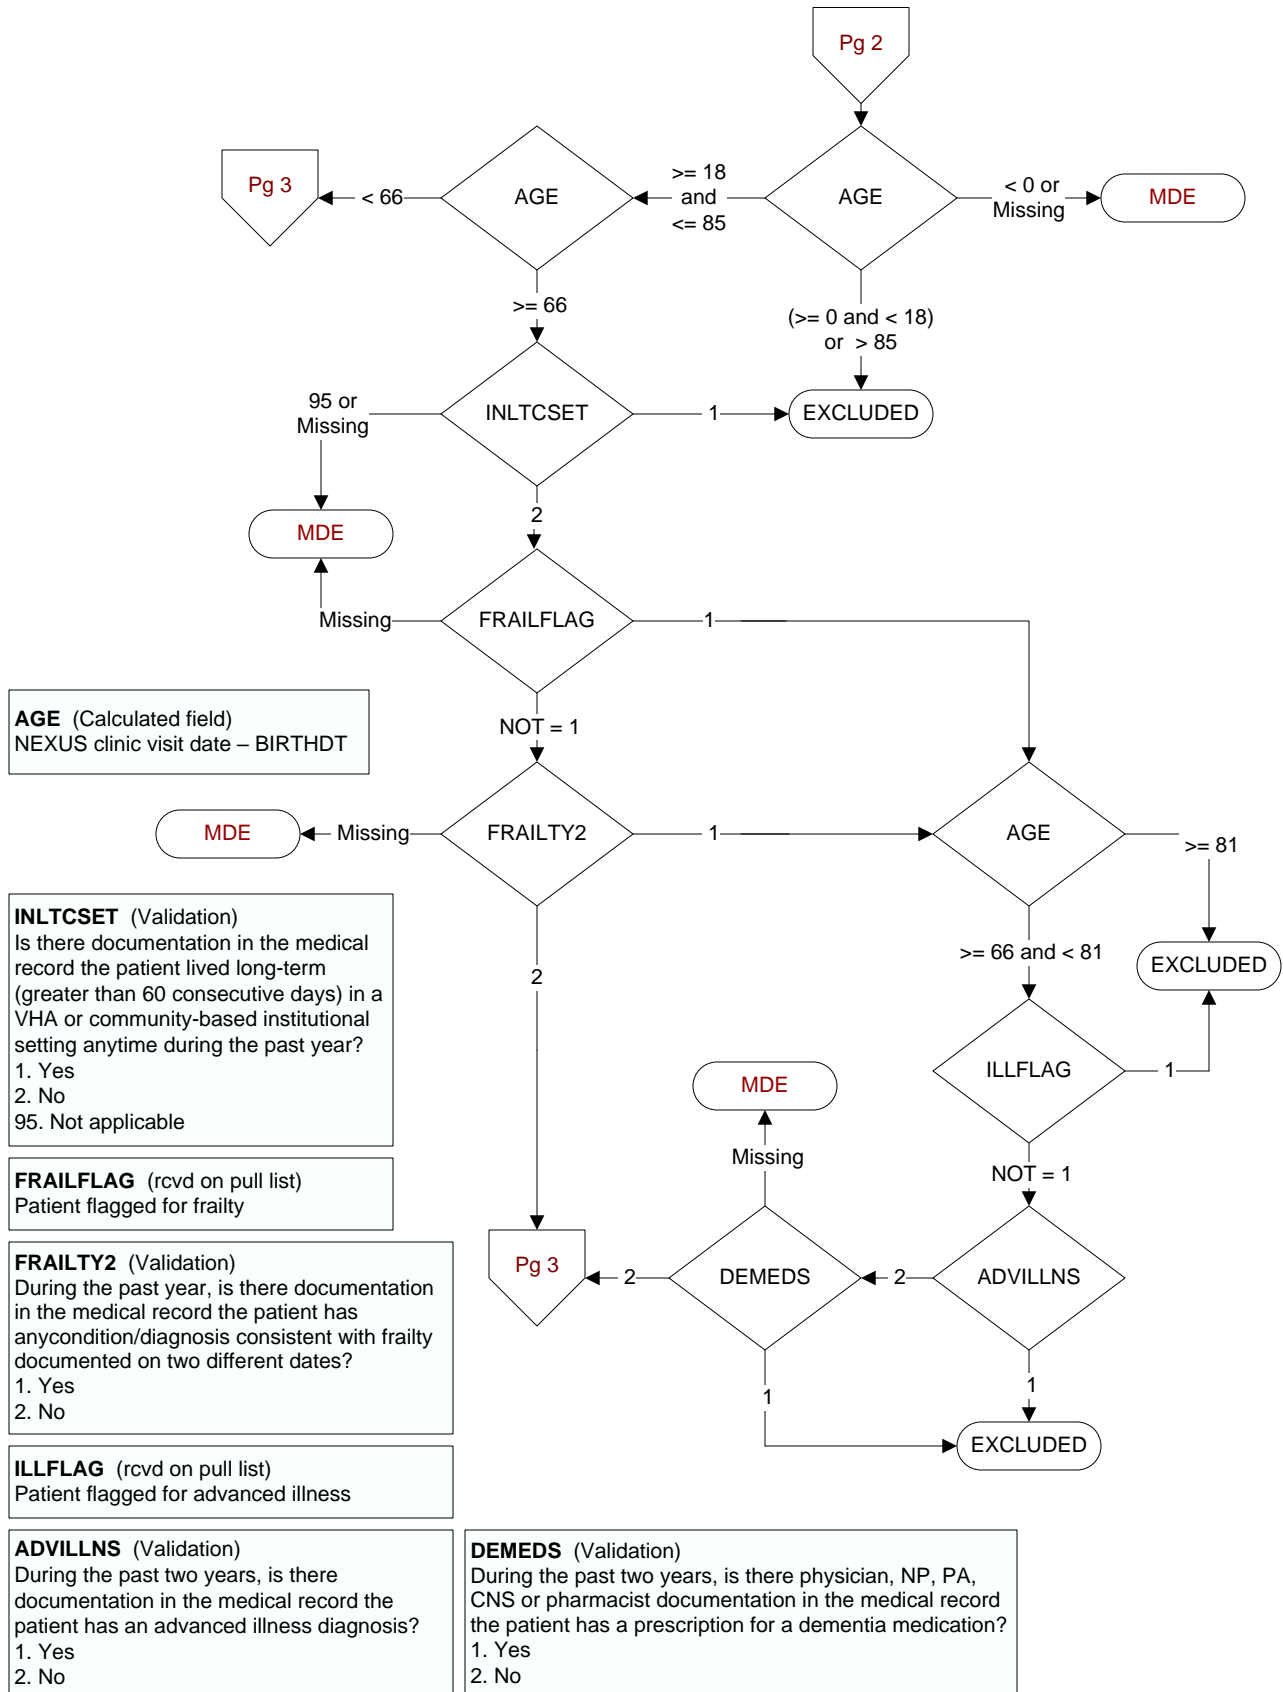 Pg 2
Pg 3
< 66
AGE
>= 18
and
<= 85
AGE
< 0 or
Missing
MDE
>= 66
(>= 0 and < 18)
or > 85
95 or
Missing
INLTCSET
1
EXCLUDED
2
MDE
Missing
FRAILFLAG
1
NOT = 1
AGE (Calculated field)
NEXUS clinic visit date – BIRTHDT
MDE
Missing
FRAILTY2
1
AGE
>= 81
2
>= 66 and < 81
EXCLUDED
INLTCSET (Validation)
Is there documentation in the medical
record the patient lived long-term
(greater than 60 consecutive days) in a
VHA or community-based institutional
setting anytime during the past year?
1. Yes
2. No
95. Not applicable
ILLFLAG
1
MDE
Missing
NOT = 1
FRAILFLAG (rcvd on pull list)
Patient flagged for frailty
Pg 3
2
DEMEDS
2
ADVILLNS
1
1
EXCLUDED
FRAILTY2 (Validation)
During the past year, is there documentation
in the medical record the patient has
anycondition/diagnosis consistent with frailty
documented on two different dates?
1. Yes
2. No
ILLFLAG (rcvd on pull list)
Patient flagged for advanced illness
ADVILLNS (Validation)
During the past two years, is there
documentation in the medical record the
patient has an advanced illness diagnosis?
1. Yes
2. No
DEMEDS (Validation)
During the past two years, is there physician, NP, PA,
CNS or pharmacist documentation in the medical record
the patient has a prescription for a dementia medication?
1. Yes
2. No